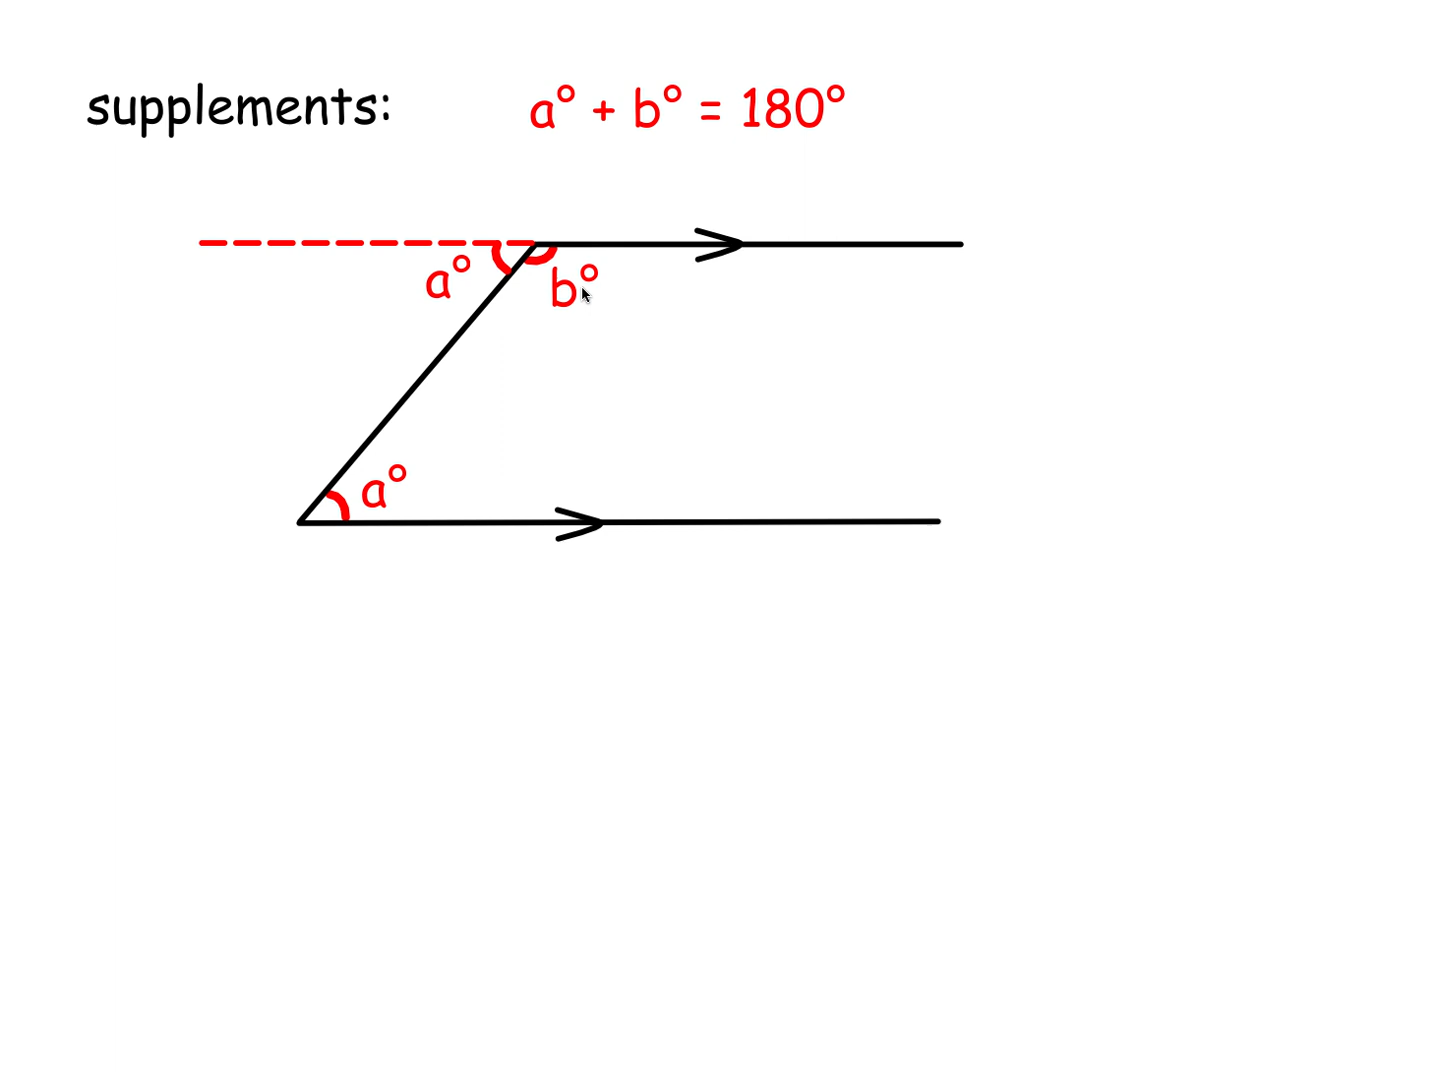 supplements: a° + b° = 180°
a° b°
a°